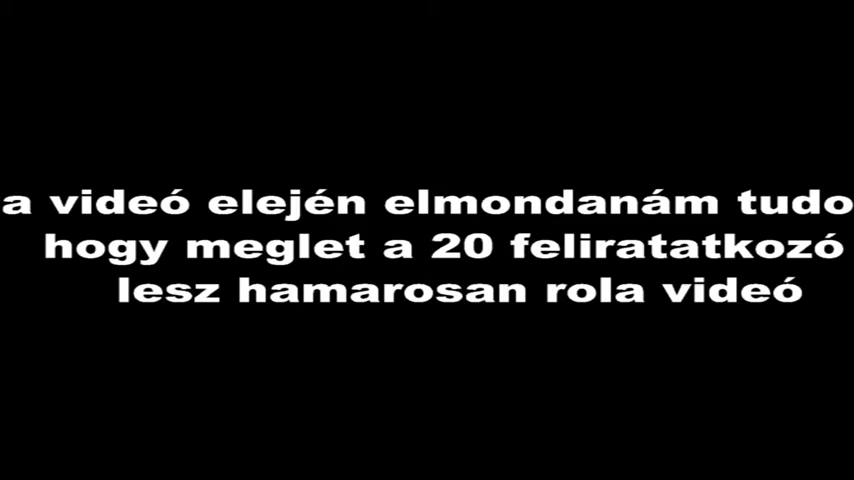 a videó elején elmondanám tudo
hogy meglet a 20 feliratatkozó
lesz hamarosan rola videó